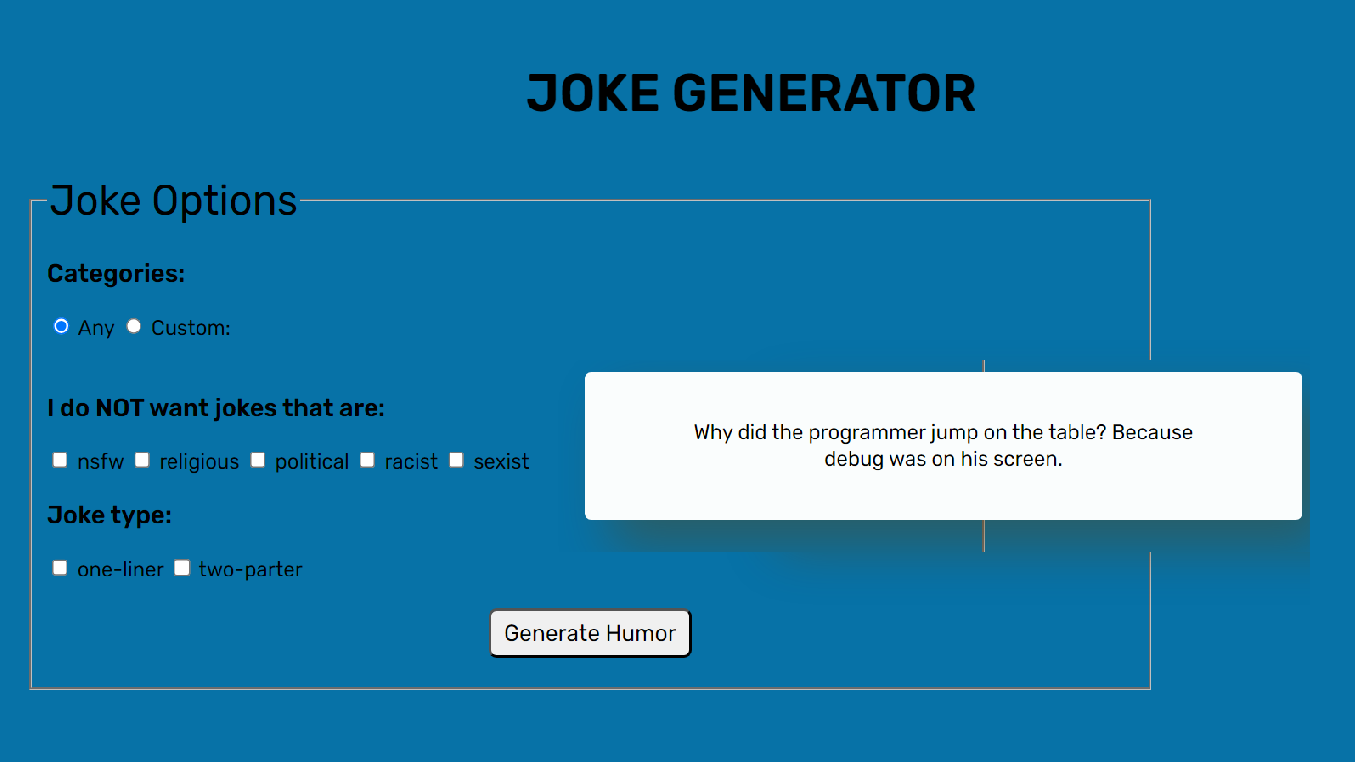 JOKE GENERATOR
Joke Options
Categories:
Any Custom:
I do NOT want jokes that are:
nsfw religious political racist sexist
Why did the programmer jump on the table? Because
debug was on his screen.
Joke type:
one-liner two-parter
Generate Humor